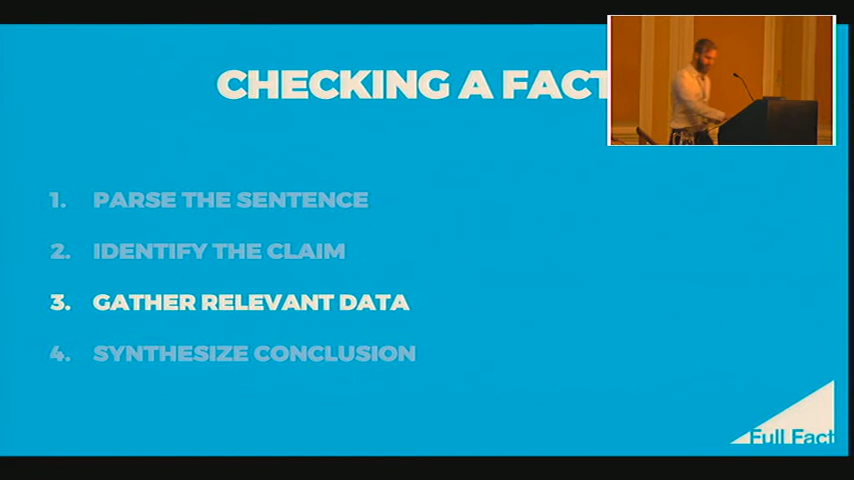 CHECKING A FACT
1. PARSE THE SENTENCE
2. IDENTIFY THE CLAIM
3. GATHER RELEVANT DATA
4. SYNTHESIZE CONCLUSION
Full Fact